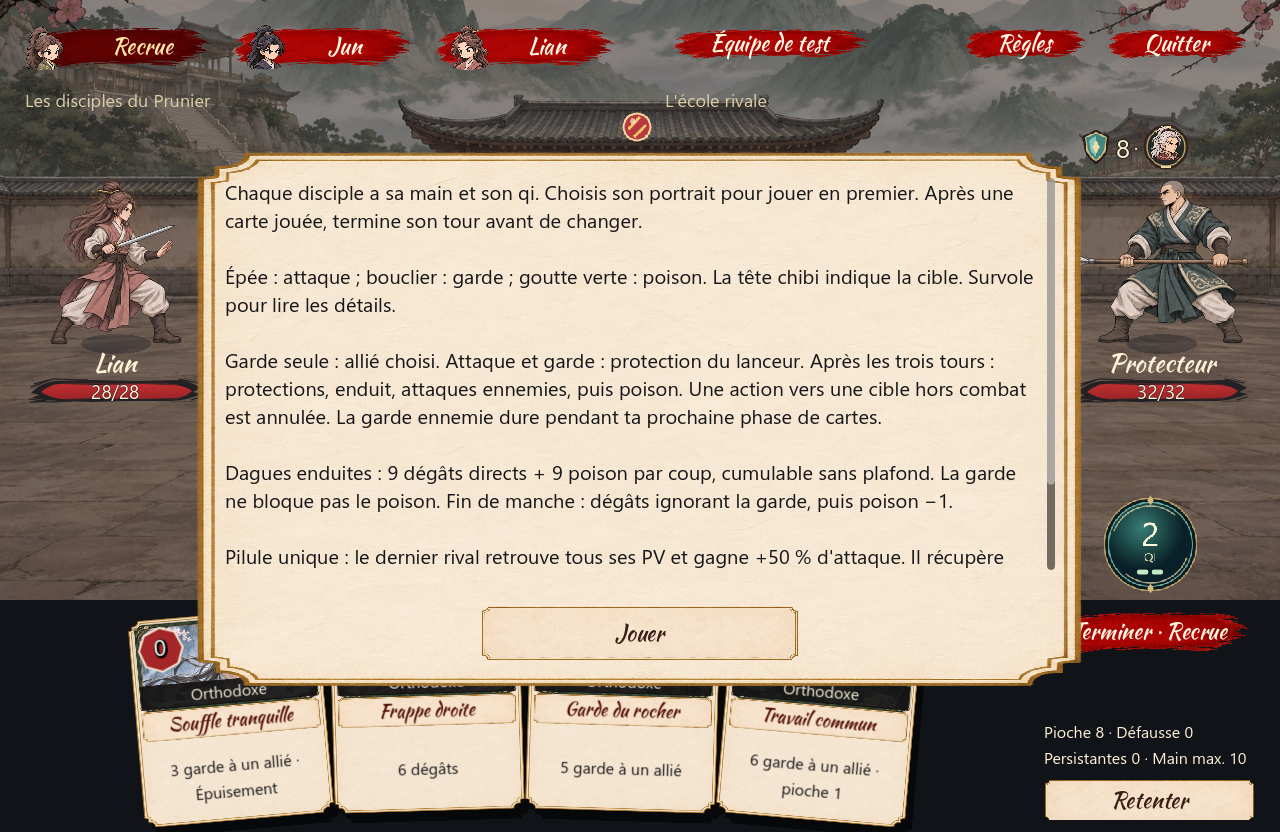 Recrue
Jun
Lian
Équipe de test
Règles
Quitter
Les disciples du Prunier
L'école rivale
8 ·
Chaque disciple a sa main et son qi. Choisis son portrait pour jouer en premier. Après une
carte jouée, termine son tour avant de changer.
Épée : attaque ; bouclier : garde ; goutte verte : poison. La tête chibi indique la cible. Survole
pour lire les détails.
Garde seule : allié choisi. Attaque et garde : protection du lanceur. Après les trois tours :
protections, enduit, attaques ennemies, puis poison. Une action vers une cible hors combat
est annulée. La garde ennemie dure pendant ta prochaine phase de cartes.
Dagues enduites : 9 dégâts directs + 9 poison par coup, cumulable sans plafond. La garde
ne bloque pas le poison. Fin de manche : dégâts ignorant la garde, puis poison −1.
Pilule unique : le dernier rival retrouve tous ses PV et gagne +50 % d'attaque. Il récupère
Jouer
Lian
28/28
Protecteur
32/32
2
QI
Terminer · Recrue
0
Orthodoxe
Souffle tranquille
3 garde à un allié ·
Épuisement
Orthodoxe
Frappe droite
6 dégâts
Orthodoxe
Garde du rocher
5 garde à un allié
Orthodoxe
Travail commun
6 garde à un allié ·
pioche 1
Pioche 8 · Défausse 0
Persistantes 0 · Main max. 10
Retenter